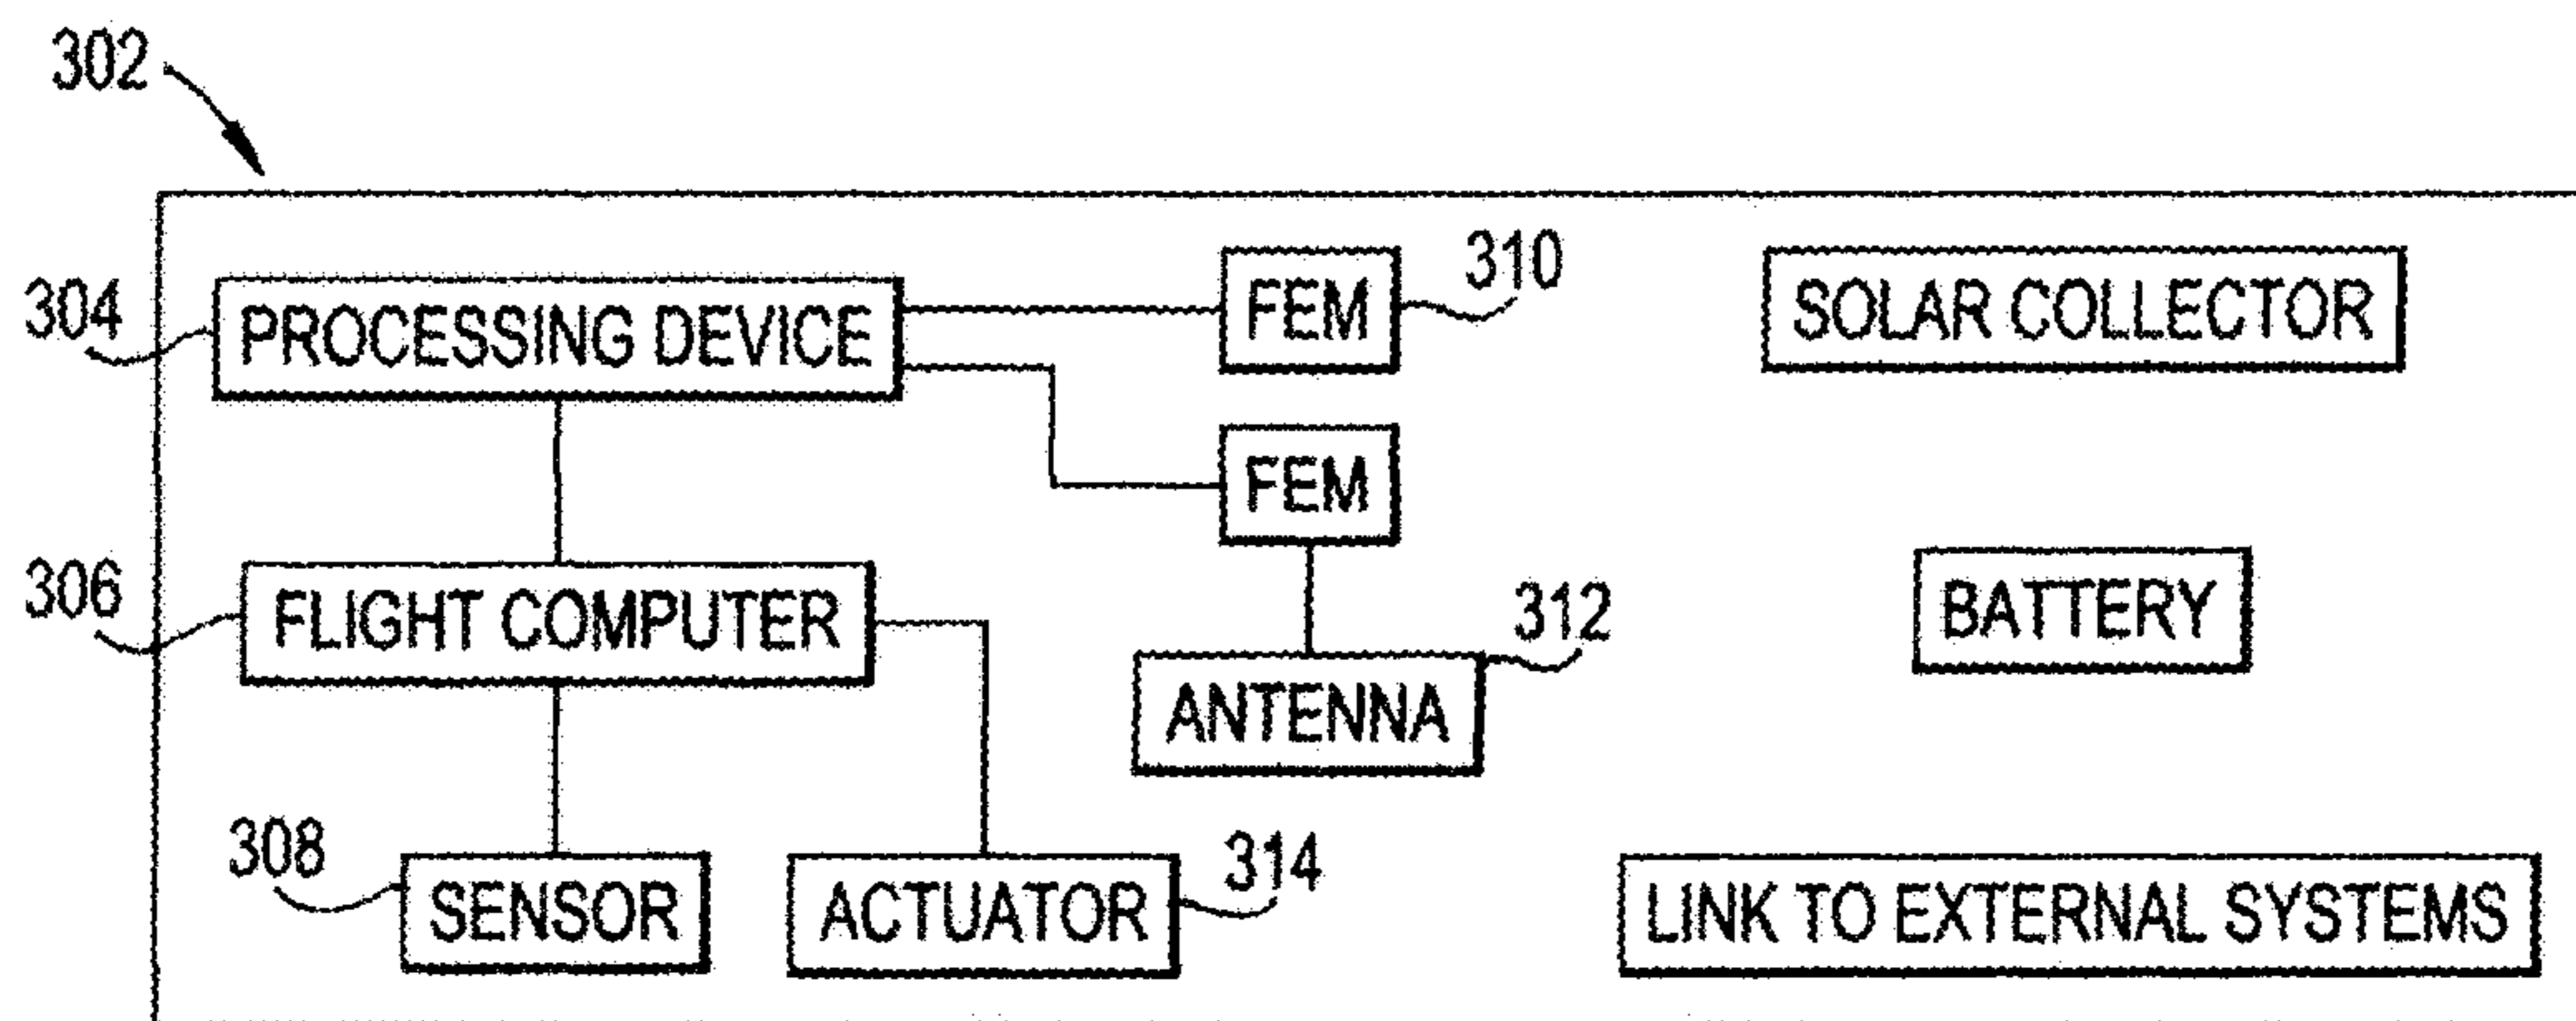 302
310
304
PROCESSING DEVICE
FEM
SOLAR COLLECTOR
FEM
306
FLIGHT COMPUTER
312
BATTERY
ANTENNA
308
314
SENSOR
ACTUATOR
LINK TO EXTERNAL SYSTEMS